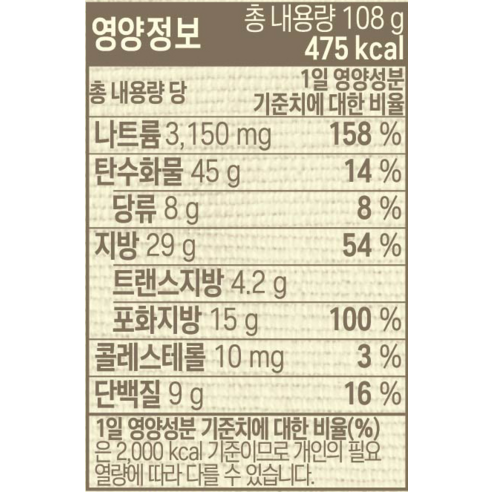 영양정보
총 내용량 108 g
475 kcal
총 내용량 당
1일 영양성분
기준치에 대한 비율
나트륨 3,150 mg 158 %
탄수화물 45 g 14 %
당류 8 g 8 %
지방 29 g 54 %
트랜스지방 4.2 g
포화지방 15 g 100 %
콜레스테롤 10 mg 3 %
단백질 9 g 16 %
1일 영양성분 기준치에 대한 비율(%)
은 2,000 kcal 기준이므로 개인의 필요
열량에 따라 다를 수 있습니다.